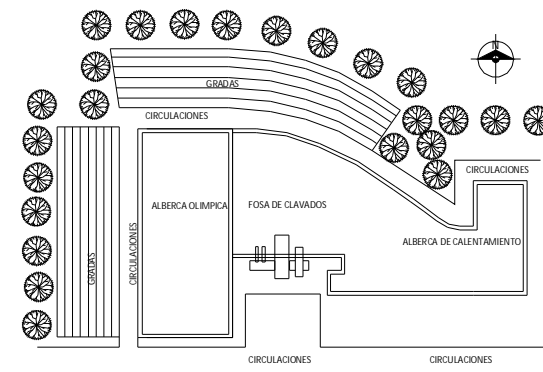 N
GRADAS
CIRCULACIONES
CIRCULACIONES
ALBERCA OLIMPICA
FOSA DE CLAVADOS
ALBERCA DE CALENTAMIENTO
GRADAS
CIRCULACIONES
CIRCULACIONES
CIRCULACIONES